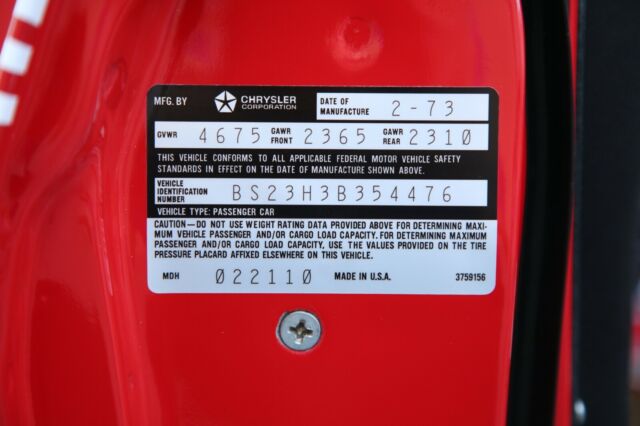 MFG. BY CHRYSLER CORPORATION DATE OF MANUFACTURE 2-73
GVWR 4675 GAWR FRONT 2365 GAWR REAR 2310
THIS VEHICLE CONFORMS TO ALL APPLICABLE FEDERAL MOTOR VEHICLE SAFETY
STANDARDS IN EFFECT ON THE DATE OF MANUFACTURE SHOWN ABOVE.
VEHICLE IDENTIFICATION NUMBER BS23H3B354476
VEHICLE TYPE: PASSENGER CAR
CAUTION—DO NOT USE WEIGHT RATING DATA PROVIDED ABOVE FOR DETERMINING MAXI-
MUM VEHICLE PASSENGER AND/OR CARGO LOAD CAPACITY. FOR DETERMINING MAXIMUM
PASSENGER AND/OR CARGO LOAD CAPACITY, USE THE VALUES PROVIDED ON THE TIRE
PRESSURE PLACARD AFFIXED ELSEWHERE ON THIS VEHICLE.
MDH 022110 MADE IN U.S.A. 3759156